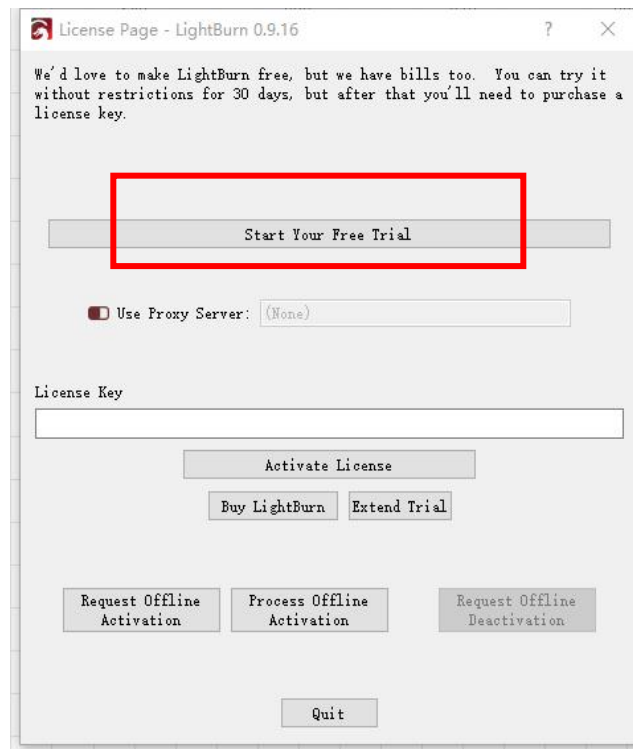 License Page - LightBurn 0.9.16
We'd love to make LightBurn free, but we have bills too. You can try it
without restrictions for 30 days, but after that you'll need to purchase a
license key.
Start Your Free Trial
Use Proxy Server: (None)
License Key
Activate License
Buy LightBurn Extend Trial
Request Offline Process Offline Request Offline
Activation Activation Deactivation
Quit